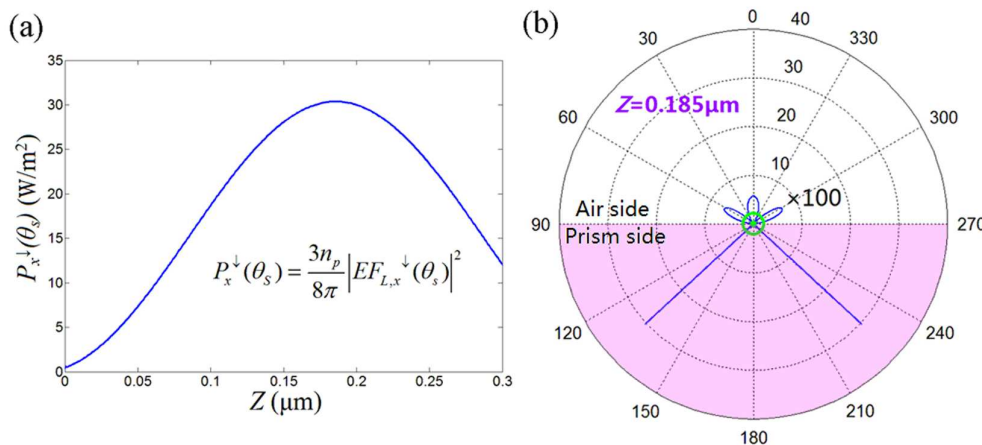 (a)
35
30
25
20
15
10
5
0
P_x^↓(θ_s) (W/m²)
P_x^↓(θ_S) = \frac{3n_p}{8π} |EF_{L,x}^↓(θ_s)|²
0 0.05 0.1 0.15 0.2 0.25 0.3
Z (μm)
(b)
0
40
30
330
30
Z=0.185μm
20
60
300
10
×100
Air side
90
270
Prism side
120
240
150
210
180